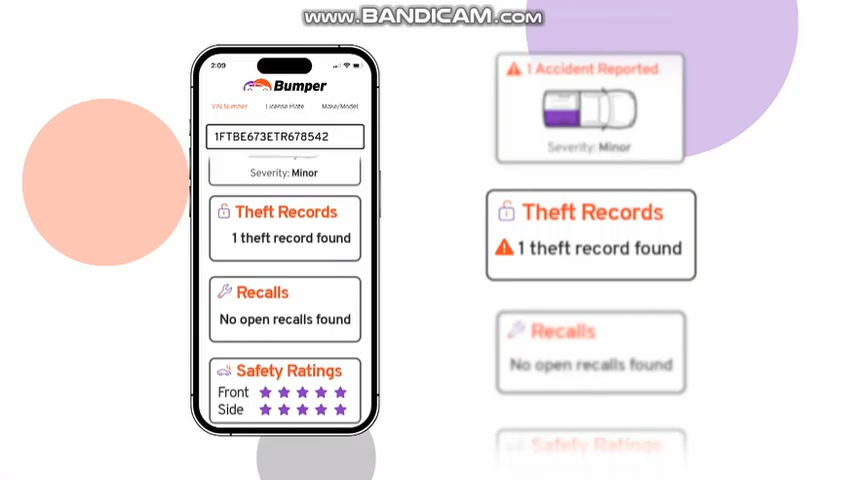 WWW.BANDICAM.COM
2:09
Bumper
VIN Number License Plate Make/Model
1FTBE673ETR678542
Severity: Minor
Theft Records
1 theft record found
Recalls
No open recalls found
Safety Ratings
Front
Side
1 Accident Reported
Severity: Minor
Theft Records
1 theft record found
Recalls
No open recalls found
Safety Ratings